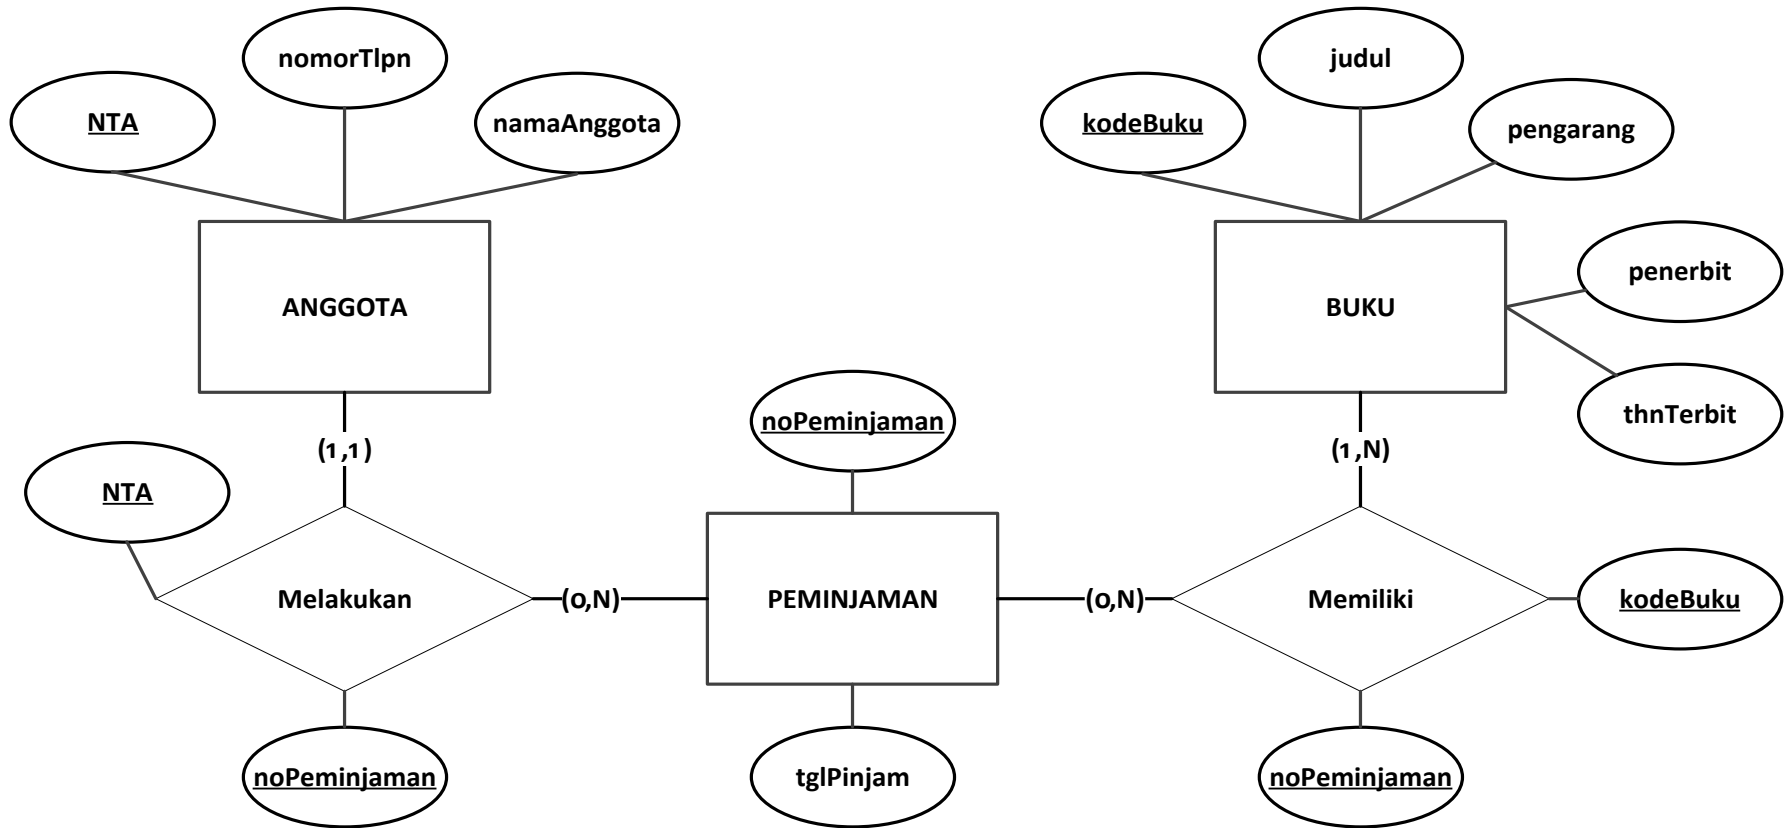 nomorTlpn
judul
NTA
namaAnggota
kodeBuku
pengarang
penerbit
ANGGOTA
BUKU
thnTerbit
noPeminjaman
(1,1)
(1,N)
NTA
Melakukan
(0,N)
PEMINJAMAN
(0,N)
Memiliki
kodeBuku
noPeminjaman
tglPinjam
noPeminjaman